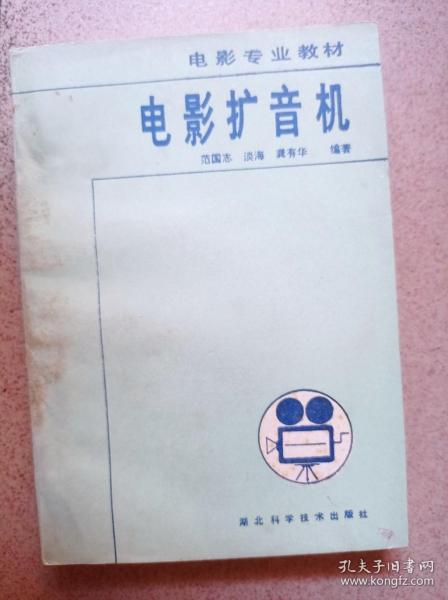 电影专业教材
电影扩音机
范国志 淡海 龚有华 编著
湖北科学技术出版社
孔夫子旧书网
www.kongfz.com